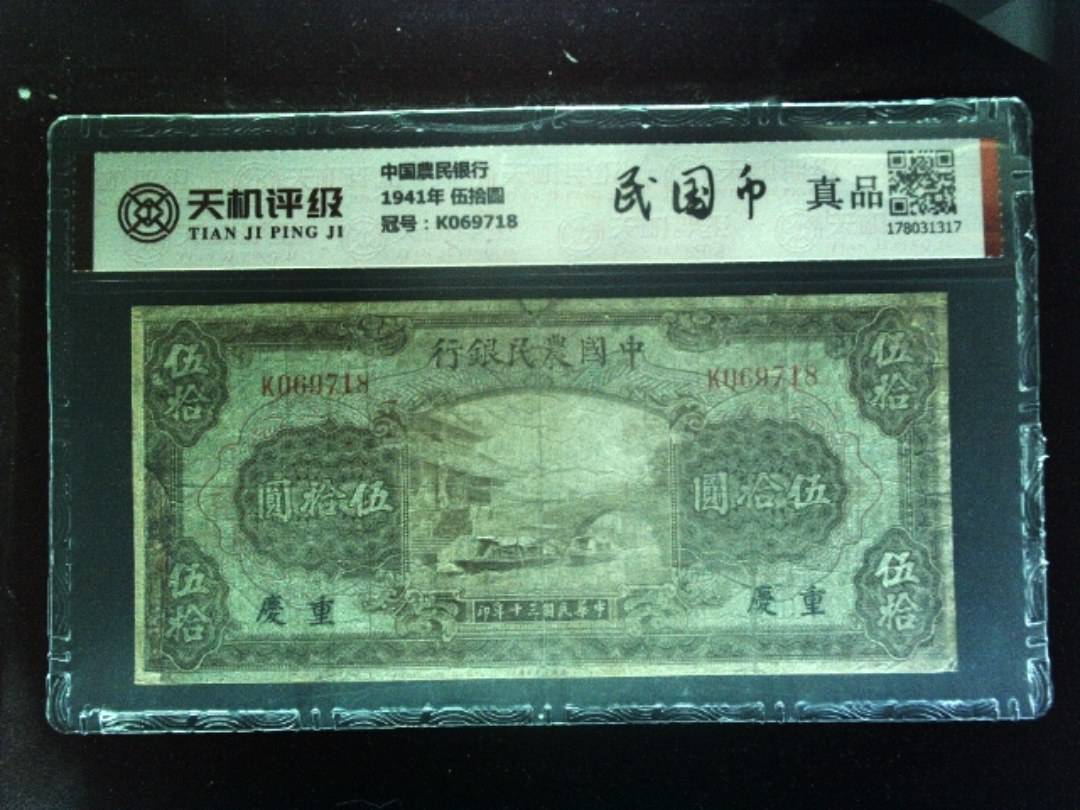 天机评级
TIAN JI PING JI
中国農民银行
1941年 伍拾圓
冠号：K069718
民国币
真品
178031317
行銀民農國中
伍拾
伍拾
K069718
K069718
圓拾伍
圓拾伍
伍拾
伍拾
慶重
慶重
印年十三國民華中